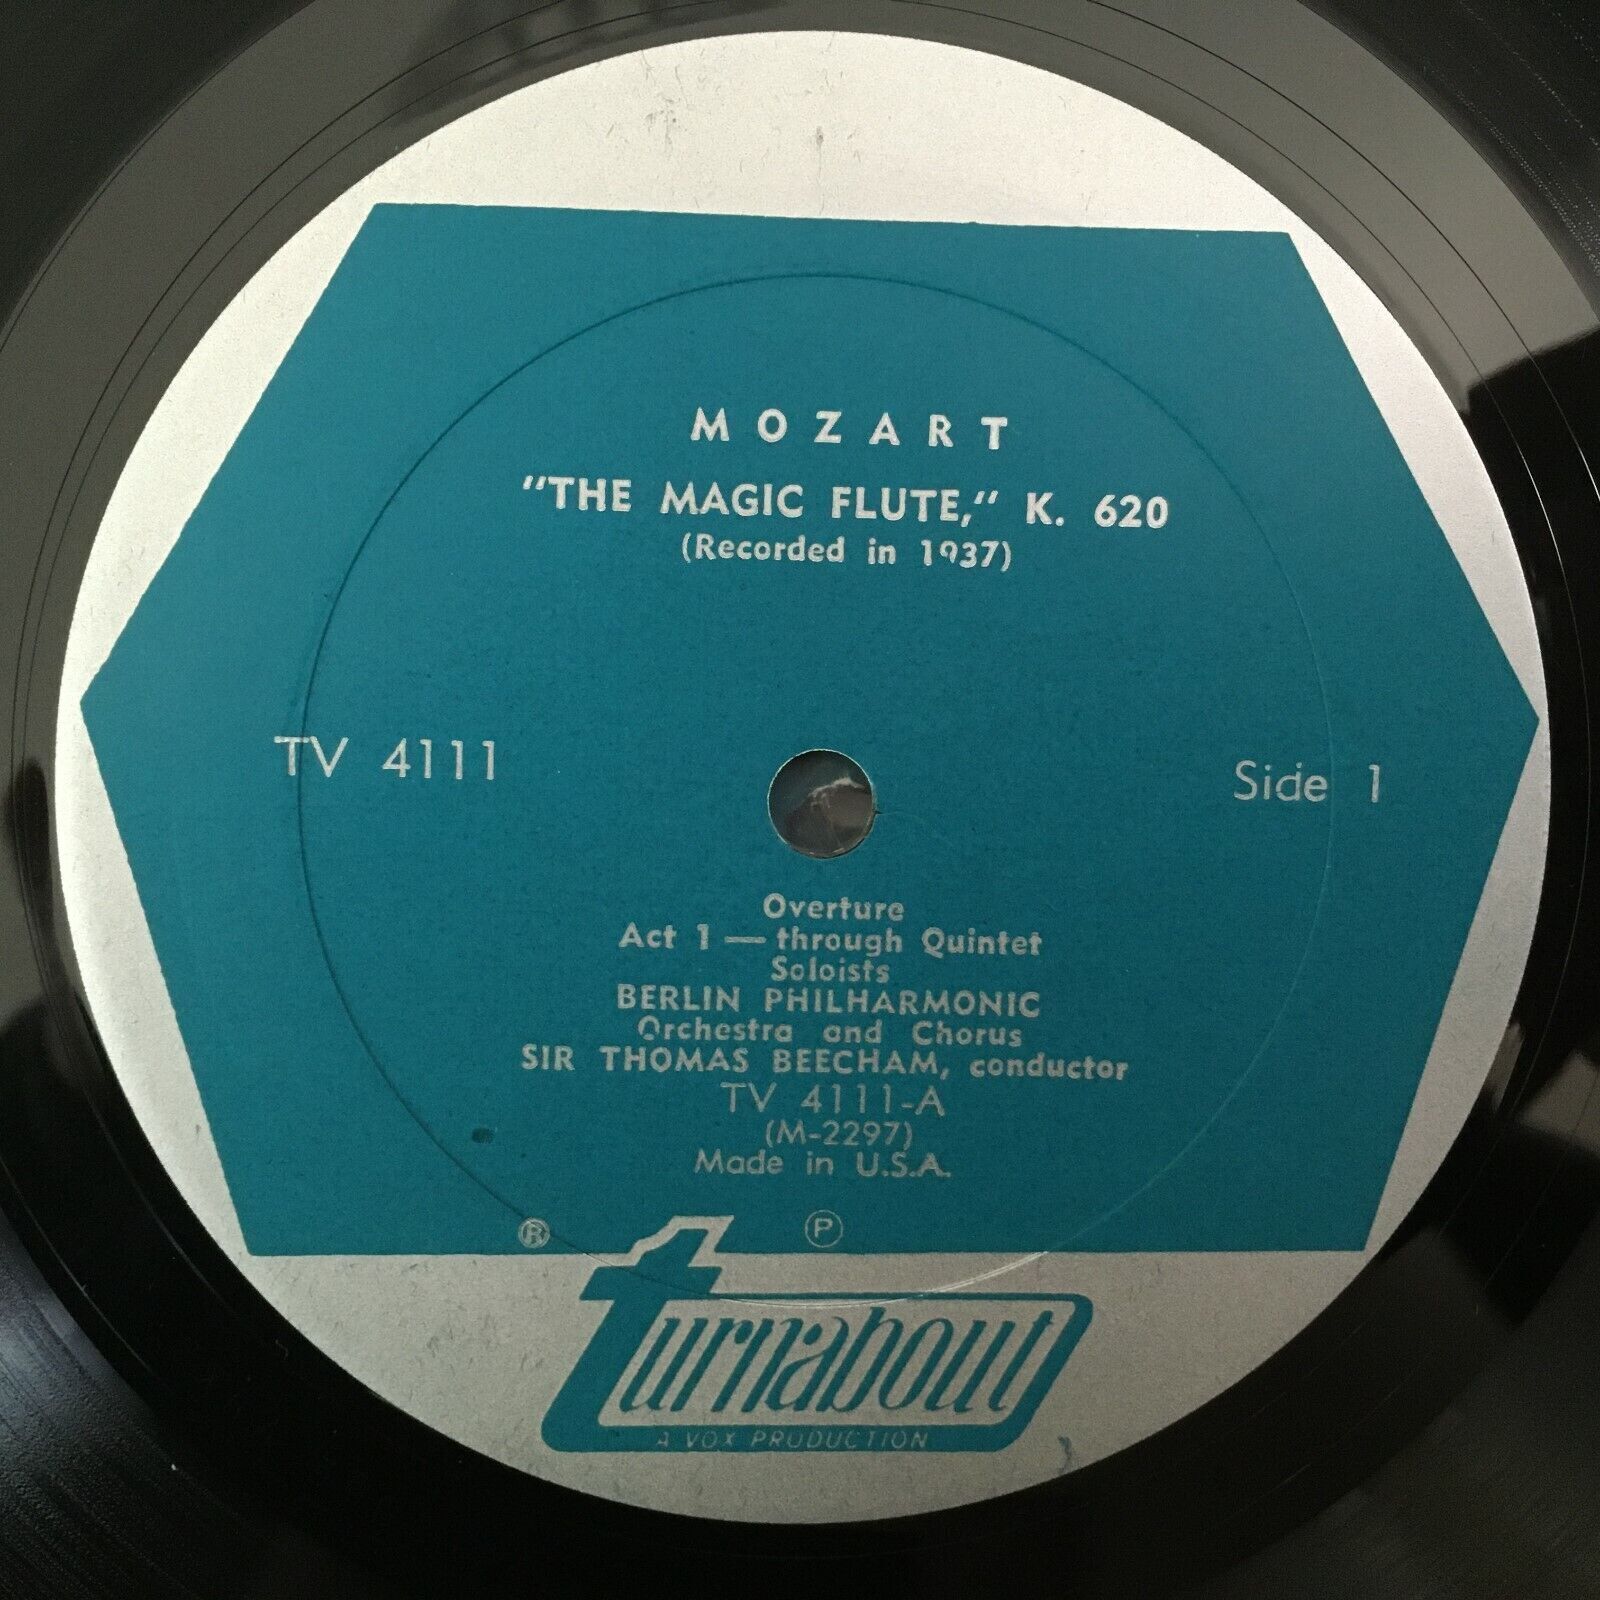 MOZART
"THE MAGIC FLUTE," K. 620
(Recorded in 1937)
TV 4111
Side 1
Overture
Act 1 — through Quintet
Soloists
BERLIN PHILHARMONIC
Orchestra and Chorus
SIR THOMAS BEECHAM, conductor
TV 4111-A
(M-2297)
Made in U.S.A.
® ℗
turnabout
A VOX PRODUCTION